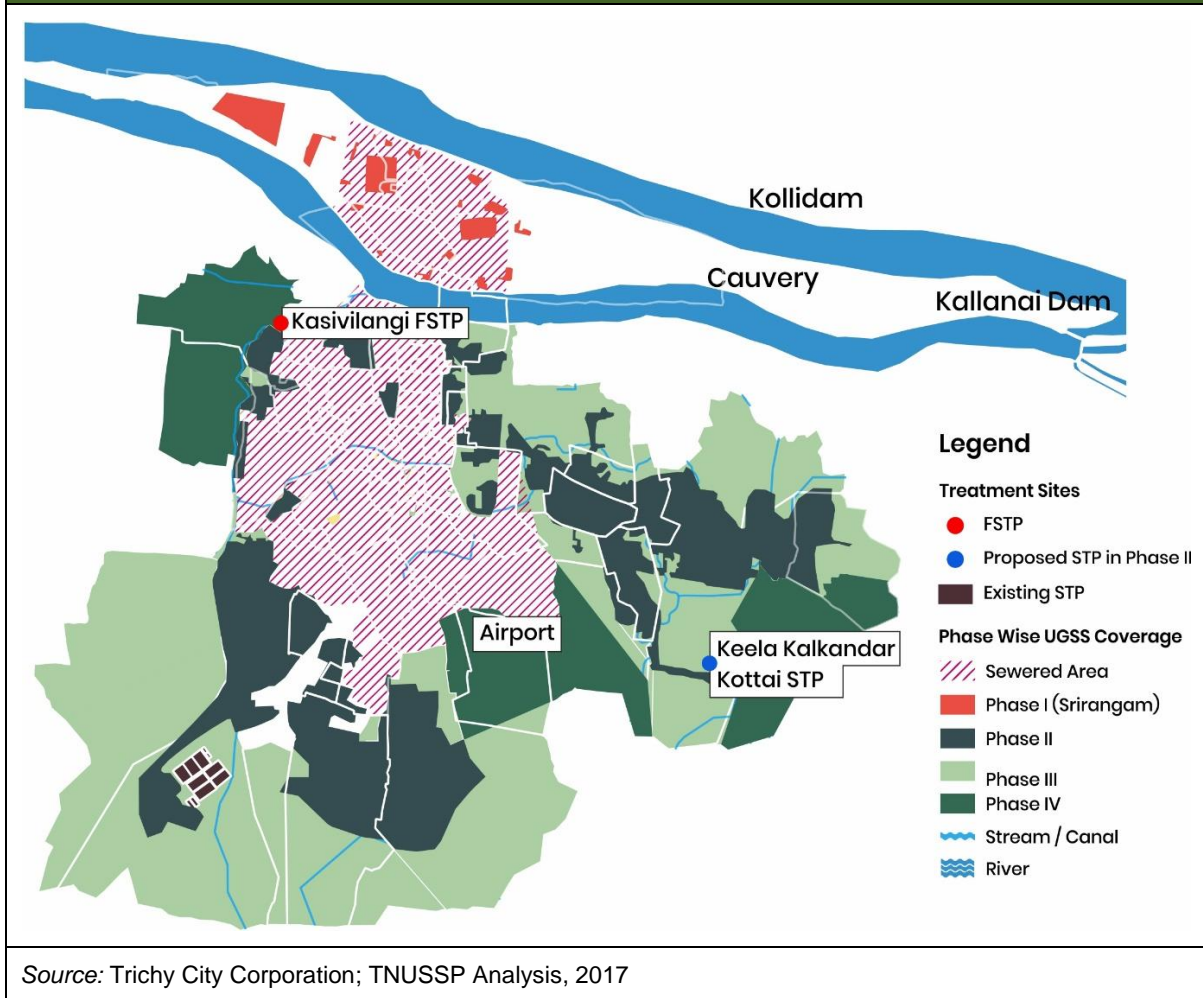 Kollidam
Cauvery
Kallanai Dam
Kasivilangi FSTP
Airport
Keela Kalkandar
Kottai STP
Legend
Treatment Sites
FSTP
Proposed STP in Phase II
Existing STP
Phase Wise UGSS Coverage
Sewered Area
Phase I (Srirangam)
Phase II
Phase III
Phase IV
Stream / Canal
River
Source: Trichy City Corporation; TNUSSP Analysis, 2017